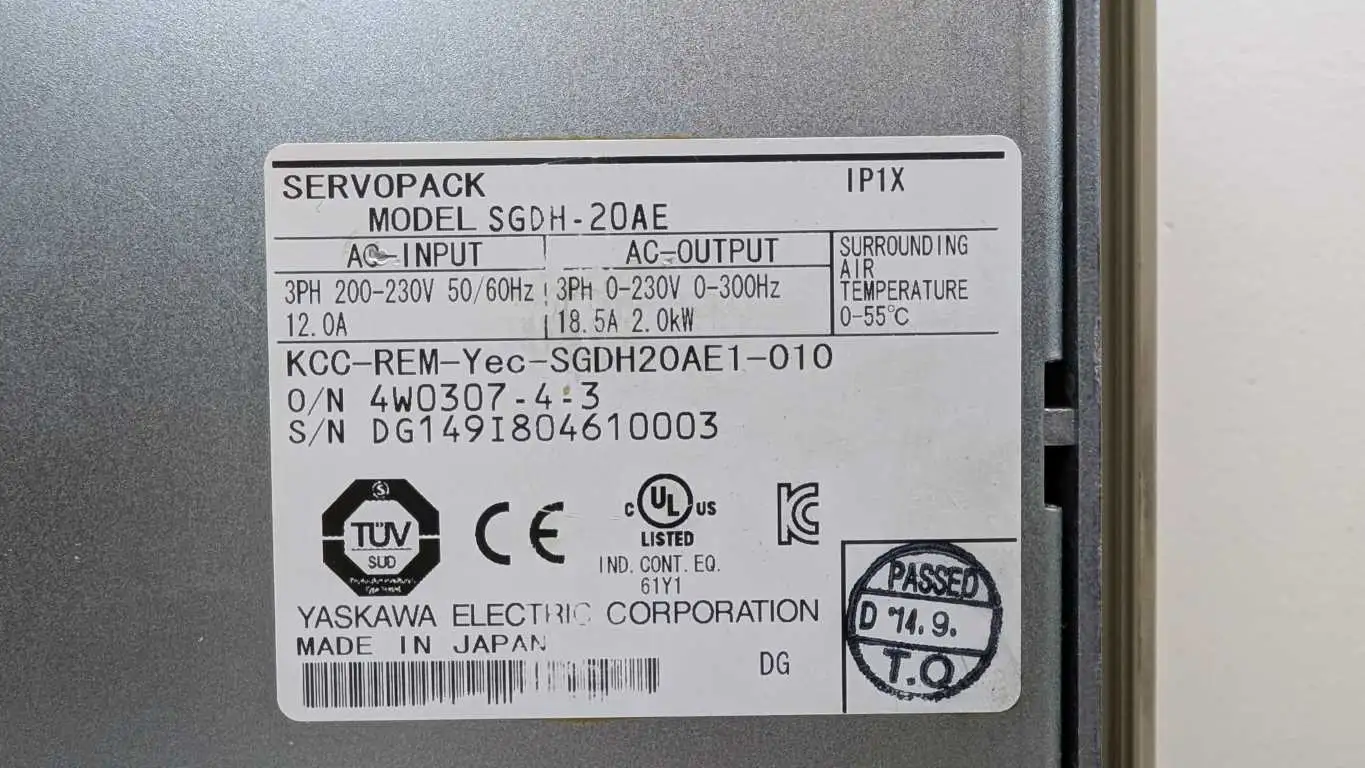 SERVOPACK IP1X
MODEL SGDH-20AE
AC-INPUT AC-OUTPUT
3PH 200-230V 50/60Hz 3PH 0-230V 0-300Hz
12.0A 18.5A 2.0kW
SURROUNDING
AIR
TEMPERATURE
0-55℃
KCC-REM-Yec-SGDH20AE1-010
O/N 4W0307-4-3
S/N DG149I804610003
S
TÜV
SÜD
CE
C UL US
LISTED
IND. CONT. EQ.
61Y1
KC
YASKAWA ELECTRIC CORPORATION
MADE IN JAPAN
DG
PASSED
D '14.9.
T.Q